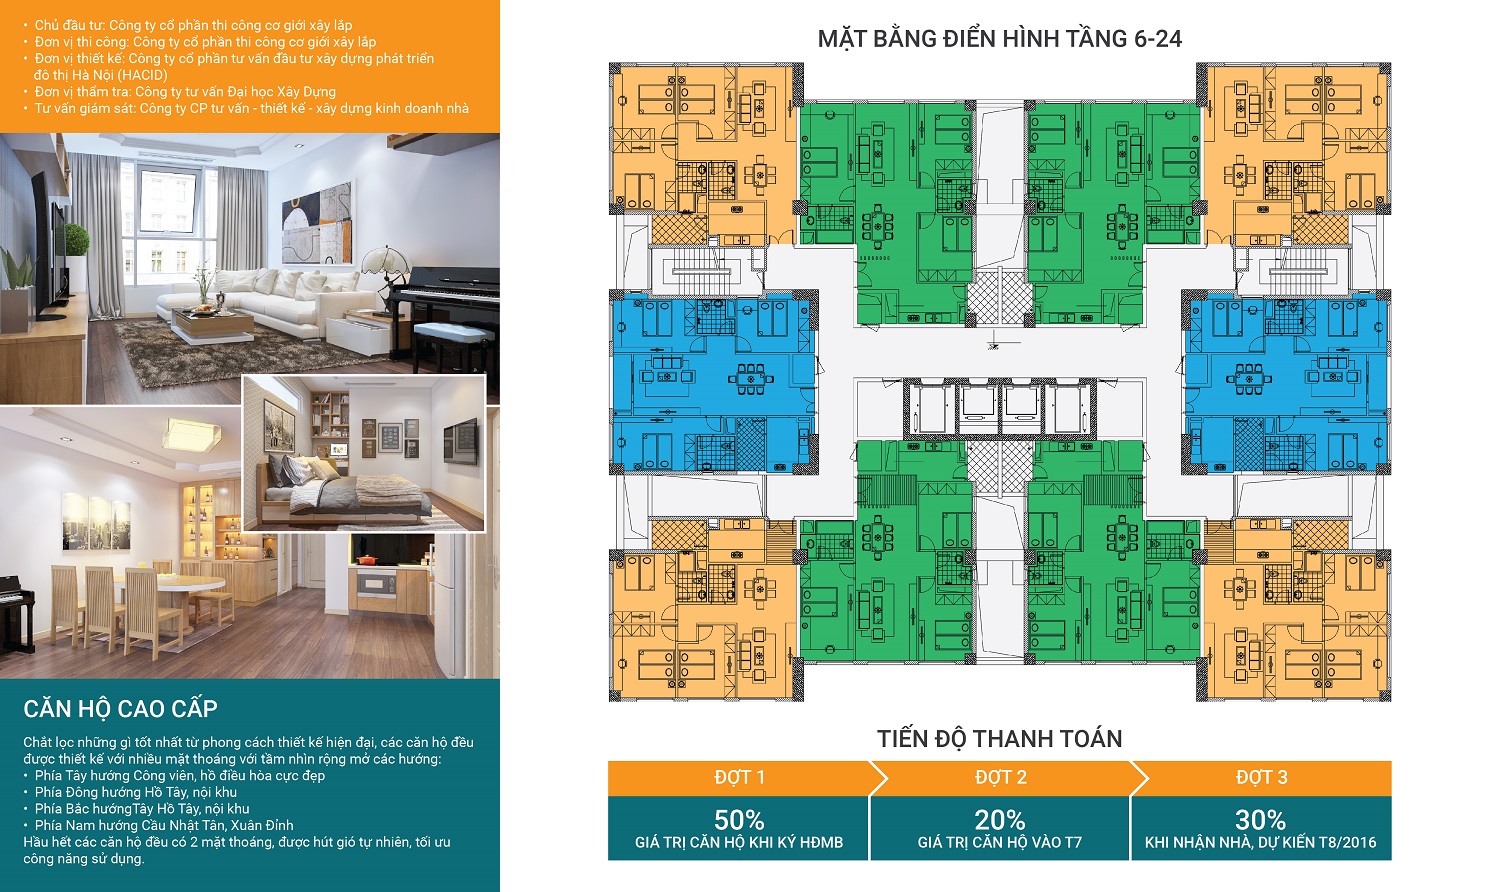 • Chủ đầu tư: Công ty cổ phần thi công cơ giới xây lắp
• Đơn vị thi công: Công ty cổ phần thi công cơ giới xây lắp
• Đơn vị thiết kế: Công ty cổ phần tư vấn đầu tư xây dựng phát triển
đô thị Hà Nội (HACID)
• Đơn vị thẩm tra: Công ty tư vấn Đại học Xây Dựng
• Tư vấn giám sát: Công ty CP tư vấn - thiết kế - xây dựng kinh doanh nhà
CĂN HỘ CAO CẤP
Chắt lọc những gì tốt nhất từ phong cách thiết kế hiện đại, các căn hộ đều
được thiết kế với nhiều mặt thoáng với tầm nhìn rộng mở các hướng:
• Phía Tây hướng Công viên, hồ điều hòa cực đẹp
• Phía Đông hướng Hồ Tây, nội khu
• Phía Bắc hướngTây Hồ Tây, nội khu
• Phía Nam hướng Cầu Nhật Tân, Xuân Đỉnh
Hầu hết các căn hộ đều có 2 mặt thoáng, được hút gió tự nhiên, tối ưu
công năng sử dụng.
MẶT BẰNG ĐIỂN HÌNH TẦNG 6-24
TIẾN ĐỘ THANH TOÁN
ĐỢT 1
ĐỢT 2
ĐỢT 3
50%
20%
30%
GIÁ TRỊ CĂN HỘ KHI KÝ HĐMB
GIÁ TRỊ CĂN HỘ VÀO T7
KHI NHẬN NHÀ, DỰ KIẾN T8/2016